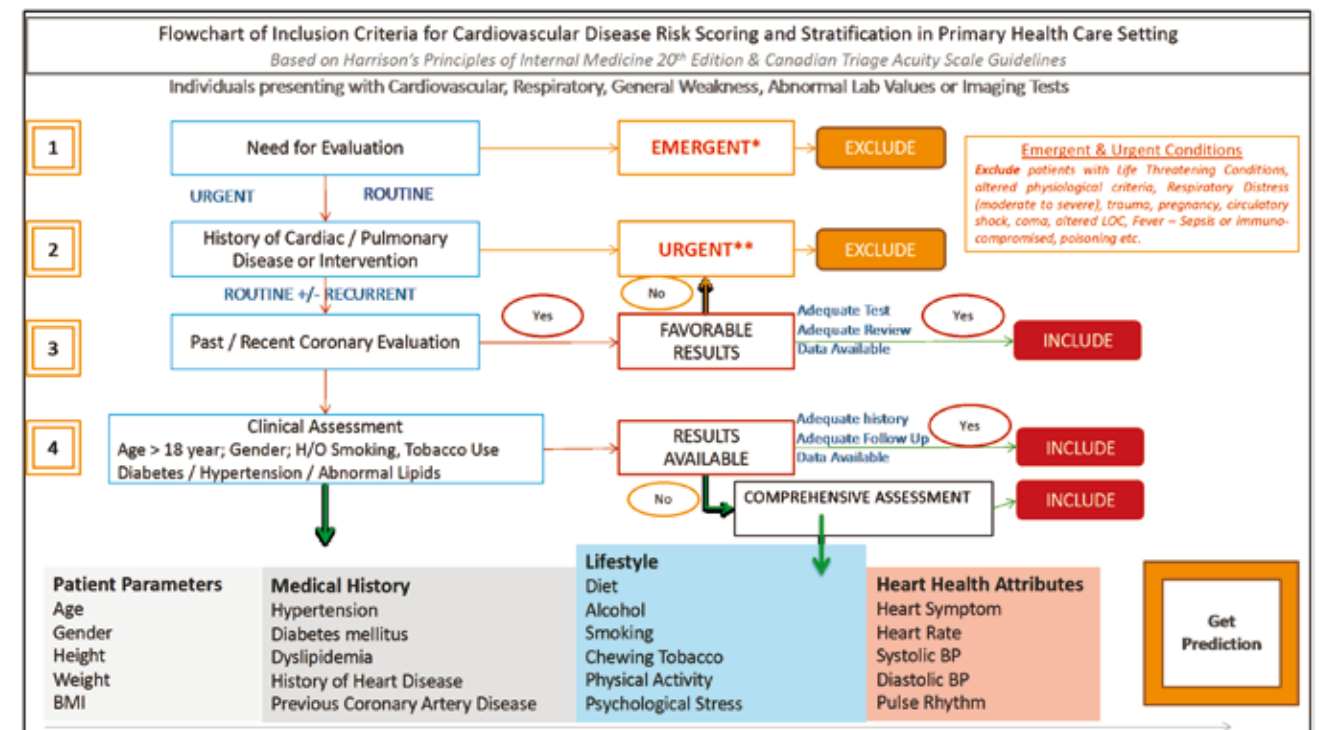 Flowchart of Inclusion Criteria for Cardiovascular Disease Risk Scoring and Stratification in Primary Health Care Setting
Based on Harrison's Principles of Internal Medicine 20th Edition & Canadian Triage Acuity Scale Guidelines
Individuals presenting with Cardiovascular, Respiratory, General Weakness, Abnormal Lab Values or Imaging Tests
1
Need for Evaluation
EMERGENT*
EXCLUDE
Emergent & Urgent Conditions
Exclude patients with Life Threatening Conditions,
altered physiological criteria, Respiratory Distress
(moderate to severe), trauma, pregnancy, circulatory
shock, coma, altered LOC, Fever – Sepsis or immuno-
compromised, poisoning etc.
URGENT
ROUTINE
2
History of Cardiac / Pulmonary
Disease or Intervention
URGENT**
EXCLUDE
ROUTINE +/- RECURRENT
No
3
Past / Recent Coronary Evaluation
Yes
FAVORABLE
RESULTS
Adequate Test
Adequate Review
Data Available
Yes
INCLUDE
4
Clinical Assessment
Age > 18 year; Gender; H/O Smoking, Tobacco Use
Diabetes / Hypertension / Abnormal Lipids
RESULTS
AVAILABLE
Adequate history
Adequate Follow Up
Data Available
Yes
INCLUDE
No
COMPREHENSIVE ASSESSMENT
INCLUDE
Patient Parameters
Age
Gender
Height
Weight
BMI
Medical History
Hypertension
Diabetes mellitus
Dyslipidemia
History of Heart Disease
Previous Coronary Artery Disease
Lifestyle
Diet
Alcohol
Smoking
Chewing Tobacco
Physical Activity
Psychological Stress
Heart Health Attributes
Heart Symptom
Heart Rate
Systolic BP
Diastolic BP
Pulse Rhythm
Get
Prediction